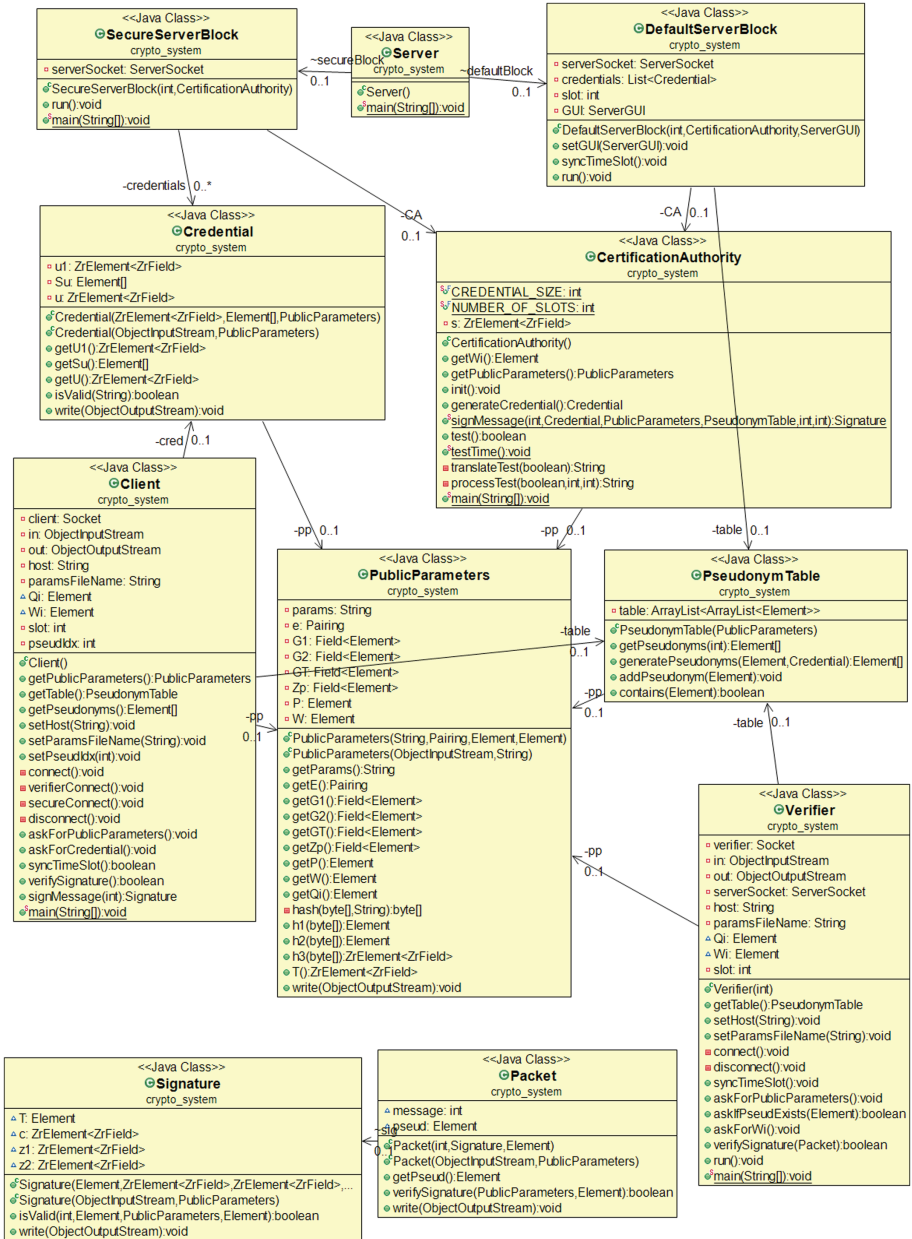 <<Java Class>>
SecureServerBlock
crypto_system
serverSocket: ServerSocket
SecureServerBlock(int,CertificationAuthority)
run():void
main(String[]):void
~secureBlock
0..1
<<Java Class>>
Server
crypto_system
Server()
main(String[]):void
~defaultBlock
0..1
<<Java Class>>
DefaultServerBlock
crypto_system
serverSocket: ServerSocket
credentials: List<Credential>
slot: int
GUI: ServerGUI
DefaultServerBlock(int,CertificationAuthority,ServerGUI)
setGUI(ServerGUI):void
syncTimeSlot():void
run():void
-credentials 0..*
-CA
0..1
-CA 0..1
<<Java Class>>
Credential
crypto_system
u1: ZrElement<ZrField>
Su: Element[]
u: ZrElement<ZrField>
Credential(ZrElement<ZrField>,Element[],PublicParameters)
Credential(ObjectInputStream,PublicParameters)
getU1():ZrElement<ZrField>
getSu():Element[]
getU():ZrElement<ZrField>
isValid(String):boolean
write(ObjectOutputStream):void
<<Java Class>>
CertificationAuthority
crypto_system
CREDENTIAL_SIZE: int
NUMBER_OF_SLOTS: int
s: ZrElement<ZrField>
CertificationAuthority()
getWi():Element
getPublicParameters():PublicParameters
init():void
generateCredential():Credential
signMessage(int,Credential,PublicParameters,PseudonymTable,int,int):Signature
test():boolean
testTime():void
translateTest(boolean):String
processTest(boolean,int,int):String
main(String[]):void
-cred 0..1
-pp 0..1
-pp 0..1
-table 0..1
<<Java Class>>
Client
crypto_system
client: Socket
in: ObjectInputStream
out: ObjectOutputStream
host: String
paramsFileName: String
Qi: Element
Wi: Element
slot: int
pseudIdx: int
Client()
getPublicParameters():PublicParameters
getTable():PseudonymTable
getPseudonyms():Element[]
setHost(String):void
setParamsFileName(String):void
setPseudIdx(int):void
connect():void
verifierConnect():void
secureConnect():void
disconnect():void
askForPublicParameters():void
askForCredential():void
syncTimeSlot():boolean
verifySignature():boolean
signMessage(int):Signature
main(String[]):void
-pp
0..1
<<Java Class>>
PublicParameters
crypto_system
params: String
e: Pairing
G1: Field<Element>
G2: Field<Element>
GT: Field<Element>
Zp: Field<Element>
P: Element
W: Element
PublicParameters(String,Pairing,Element,Element)
PublicParameters(ObjectInputStream,String)
getParams():String
getE():Pairing
getG1():Field<Element>
getG2():Field<Element>
getGT():Field<Element>
getZp():Field<Element>
getP():Element
getW():Element
getQi():Element
hash(byte[],String):byte[]
h1(byte[]):Element
h2(byte[]):Element
h3(byte[]):ZrElement<ZrField>
T():ZrElement<ZrField>
write(ObjectOutputStream):void
-table
0..1
-pp
0..1
<<Java Class>>
PseudonymTable
crypto_system
table: ArrayList<ArrayList<Element>>
PseudonymTable(PublicParameters)
getPseudonyms(int):Element[]
generatePseudonyms(Element,Credential):Element[]
addPseudonym(Element):void
contains(Element):boolean
-table 0..1
-pp
0..1
<<Java Class>>
Verifier
crypto_system
verifier: Socket
in: ObjectInputStream
out: ObjectOutputStream
serverSocket: ServerSocket
host: String
paramsFileName: String
Qi: Element
Wi: Element
slot: int
Verifier(int)
getTable():PseudonymTable
setHost(String):void
setParamsFileName(String):void
connect():void
disconnect():void
syncTimeSlot():void
askForPublicParameters():void
askIfPseudExists(Element):boolean
askForWi():void
verifySignature(Packet):boolean
run():void
main(String[]):void
<<Java Class>>
Signature
crypto_system
T: Element
c: ZrElement<ZrField>
z1: ZrElement<ZrField>
z2: ZrElement<ZrField>
Signature(Element,ZrElement<ZrField>,ZrElement<ZrField>,...
Signature(ObjectInputStream,PublicParameters)
isValid(int,Element,PublicParameters,Element):boolean
write(ObjectOutputStream):void
~sig
0..1
<<Java Class>>
Packet
crypto_system
message: int
pseud: Element
Packet(int,Signature,Element)
Packet(ObjectInputStream,PublicParameters)
getPseud():Element
verifySignature(PublicParameters,Element):boolean
write(ObjectOutputStream):void